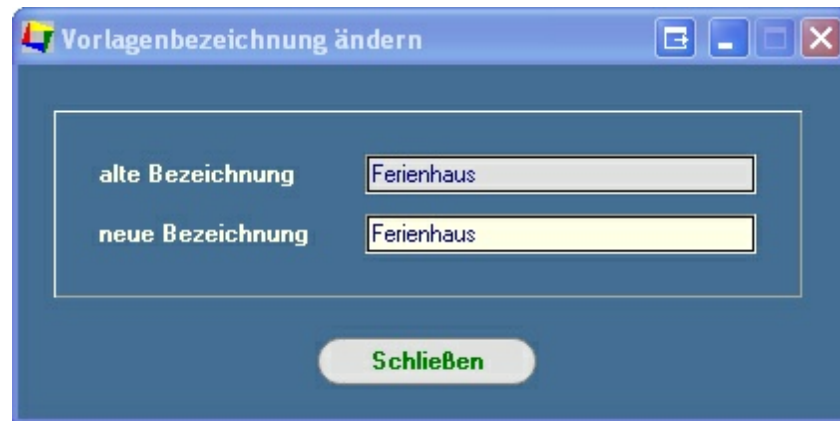 Vorlagenbezeichnung ändern
alte Bezeichnung Ferienhaus
neue Bezeichnung Ferienhaus
Schließen